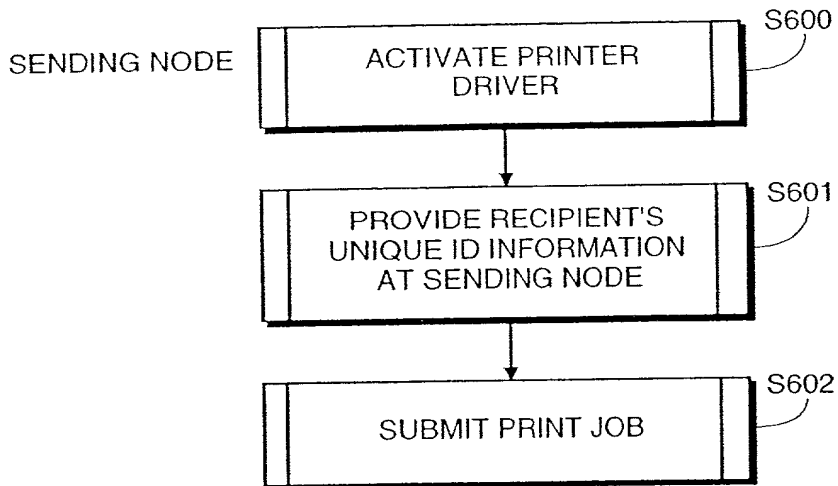 S600
SENDING NODE
ACTIVATE PRINTER
DRIVER
S601
PROVIDE RECIPIENT'S
UNIQUE ID INFORMATION
AT SENDING NODE
S602
SUBMIT PRINT JOB